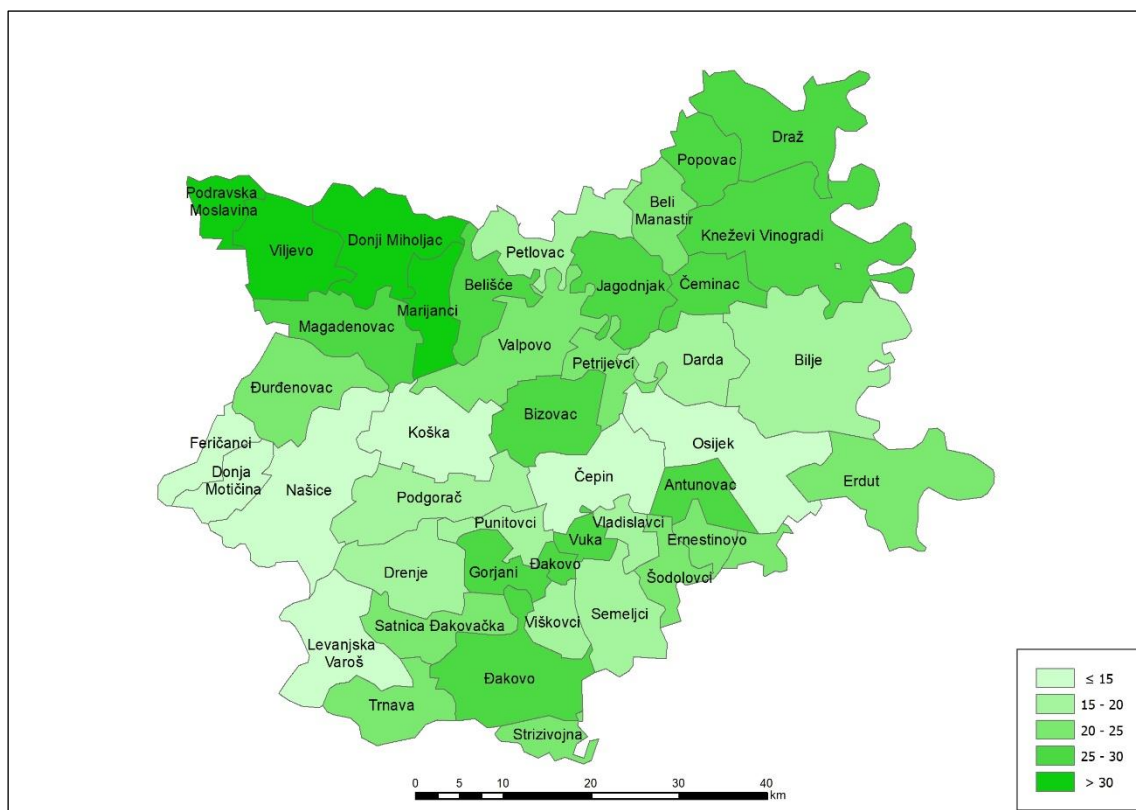 Draž
Popovac
Podravska
Moslavina
Beli
Manastir
Kneževi Vinogradi
Donji Miholjac
Viljevo
Petlovac
Belišće
Jagodnjak
Čeminac
Marijanci
Magadenovac
Valpovo
Petrijevci
Darda
Bilje
Đurđenovac
Bizovac
Koška
Feričanci
Osijek
Donja
Motičina
Našice
Čepin
Antunovac
Erdut
Podgorač
Punitovci
Vladislavci
Vuka
Ernestinovo
Đakovo
Drenje
Gorjani
Šodolovci
Satnica Đakovačka
Viškovci
Semeljci
Levanjska
Varoš
Đakovo
Trnava
Strizivojna
≤ 15
15 - 20
20 - 25
25 - 30
> 30
0 5 10 20 30 40
km